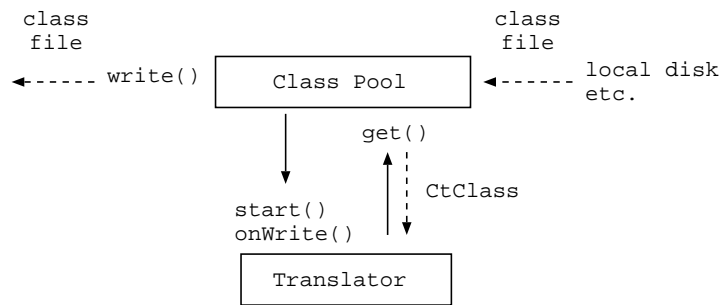 class
file
class
file
write()
Class Pool
local disk
etc.
get()
CtClass
start()
onWrite()
Translator